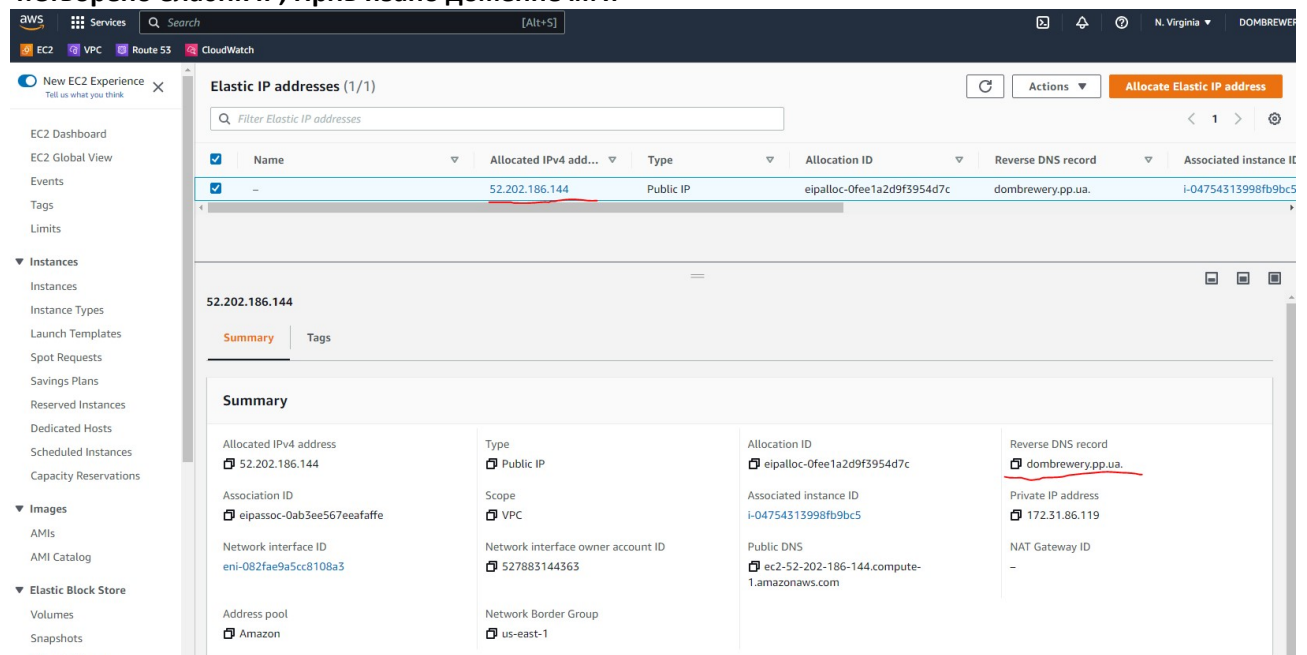 aws Services Search [Alt+S] N. Virginia DOMBREWER
EC2 VPC Route 53 CloudWatch
New EC2 Experience
Tell us what you think
EC2 Dashboard
EC2 Global View
Events
Tags
Limits
Instances
Instances
Instance Types
Launch Templates
Spot Requests
Savings Plans
Reserved Instances
Dedicated Hosts
Scheduled Instances
Capacity Reservations
Images
AMIs
AMI Catalog
Elastic Block Store
Volumes
Snapshots
Elastic IP addresses (1/1)
Actions
Allocate Elastic IP address
Filter Elastic IP addresses
1
Name Allocated IPv4 add... Type Allocation ID Reverse DNS record Associated instance ID
– 52.202.186.144 Public IP eipalloc-0fee1a2d9f3954d7c dombrewery.pp.ua. i-04754313998fb9bc5
52.202.186.144
Summary Tags
Summary
Allocated IPv4 address
52.202.186.144
Type
Public IP
Allocation ID
eipalloc-0fee1a2d9f3954d7c
Reverse DNS record
dombrewery.pp.ua.
Association ID
eipassoc-0ab3ee567eeafaffe
Scope
VPC
Associated instance ID
i-04754313998fb9bc5
Private IP address
172.31.86.119
Network interface ID
eni-082fae9a5cc8108a3
Network interface owner account ID
527883144363
Public DNS
ec2-52-202-186-144.compute-
1.amazonaws.com
NAT Gateway ID
–
Address pool
Amazon
Network Border Group
us-east-1